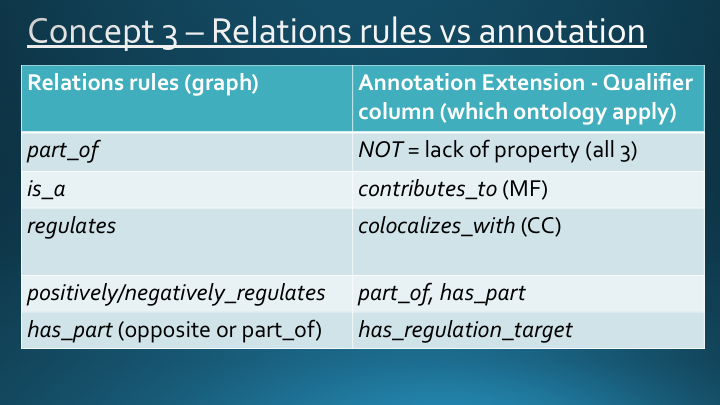 Concept 3 – Relations rules vs annotation
Relations rules (graph)
Annotation Extension - Qualifier
column (which ontology apply)
part_of
NOT = lack of property (all 3)
is_a
contributes_to (MF)
regulates
colocalizes_with (CC)
positively/negatively_regulates
part_of, has_part
has_part (opposite or part_of)
has_regulation_target